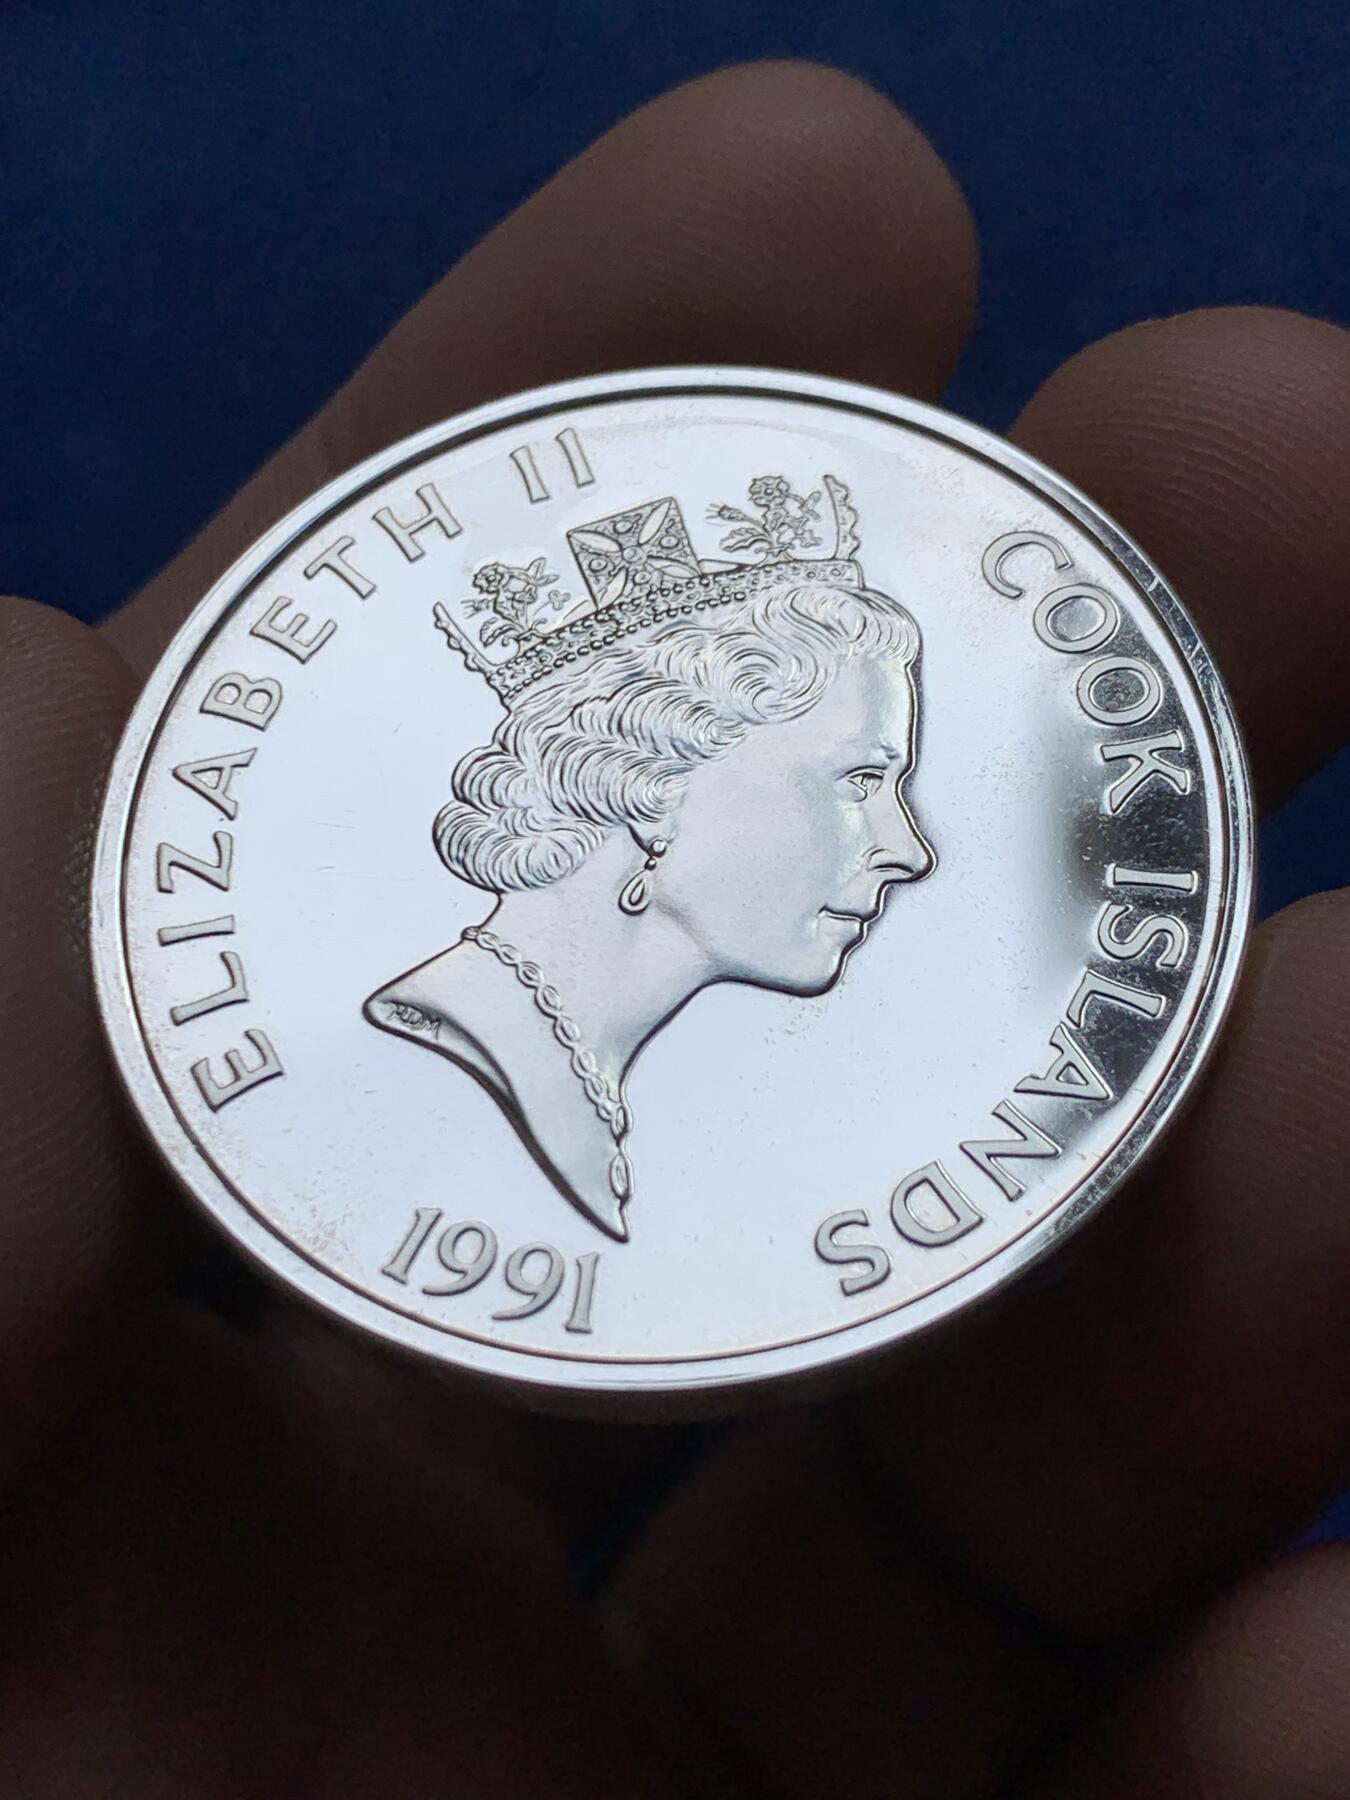 ELIZABETH II
COOK ISLANDS
1991
RDM